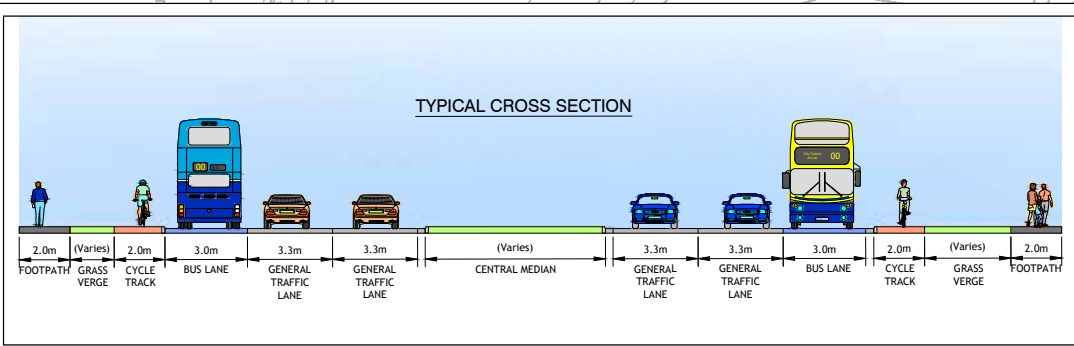 TYPICAL CROSS SECTION
00
00
2.0m
(Varies)
2.0m
3.0m
3.3m
3.3m
(Varies)
3.3m
3.3m
3.0m
2.0m
(Varies)
2.0m
FOOTPATH
GRASS
VERGE
CYCLE
TRACK
BUS LANE
GENERAL
TRAFFIC
LANE
GENERAL
TRAFFIC
LANE
CENTRAL MEDIAN
GENERAL
TRAFFIC
LANE
GENERAL
TRAFFIC
LANE
BUS LANE
CYCLE
TRACK
GRASS
VERGE
FOOTPATH